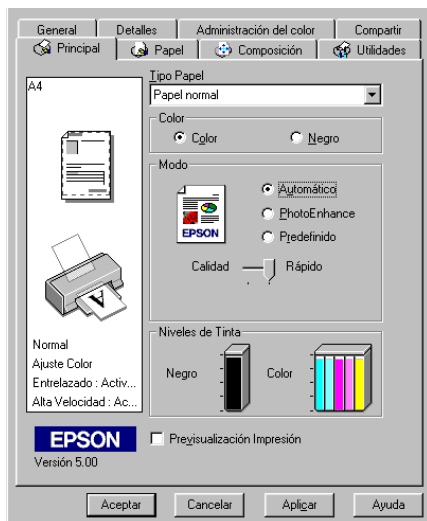 General Detalles Administración del color Compartir
Principal Papel Composición Utilidades
A4
Tipo Papel
Papel normal
Color
Color Negro
Modo
EPSON
Automático
PhotoEnhance
Predefinido
Calidad Rápido
Normal
Ajuste Color
Entrelazado : Activ...
Alta Velocidad : Ac...
Niveles de Tinta
Negro Color
EPSON
Versión 5.00
Previsualización Impresión
Aceptar Cancelar Aplicar Ayuda